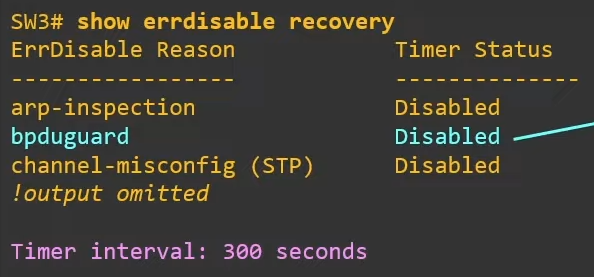 SW3# show errdisable recovery
ErrDisable Reason Timer Status
----------------- --------------
arp-inspection Disabled
bpduguard Disabled
channel-misconfig (STP) Disabled
!output omitted
Timer interval: 300 seconds